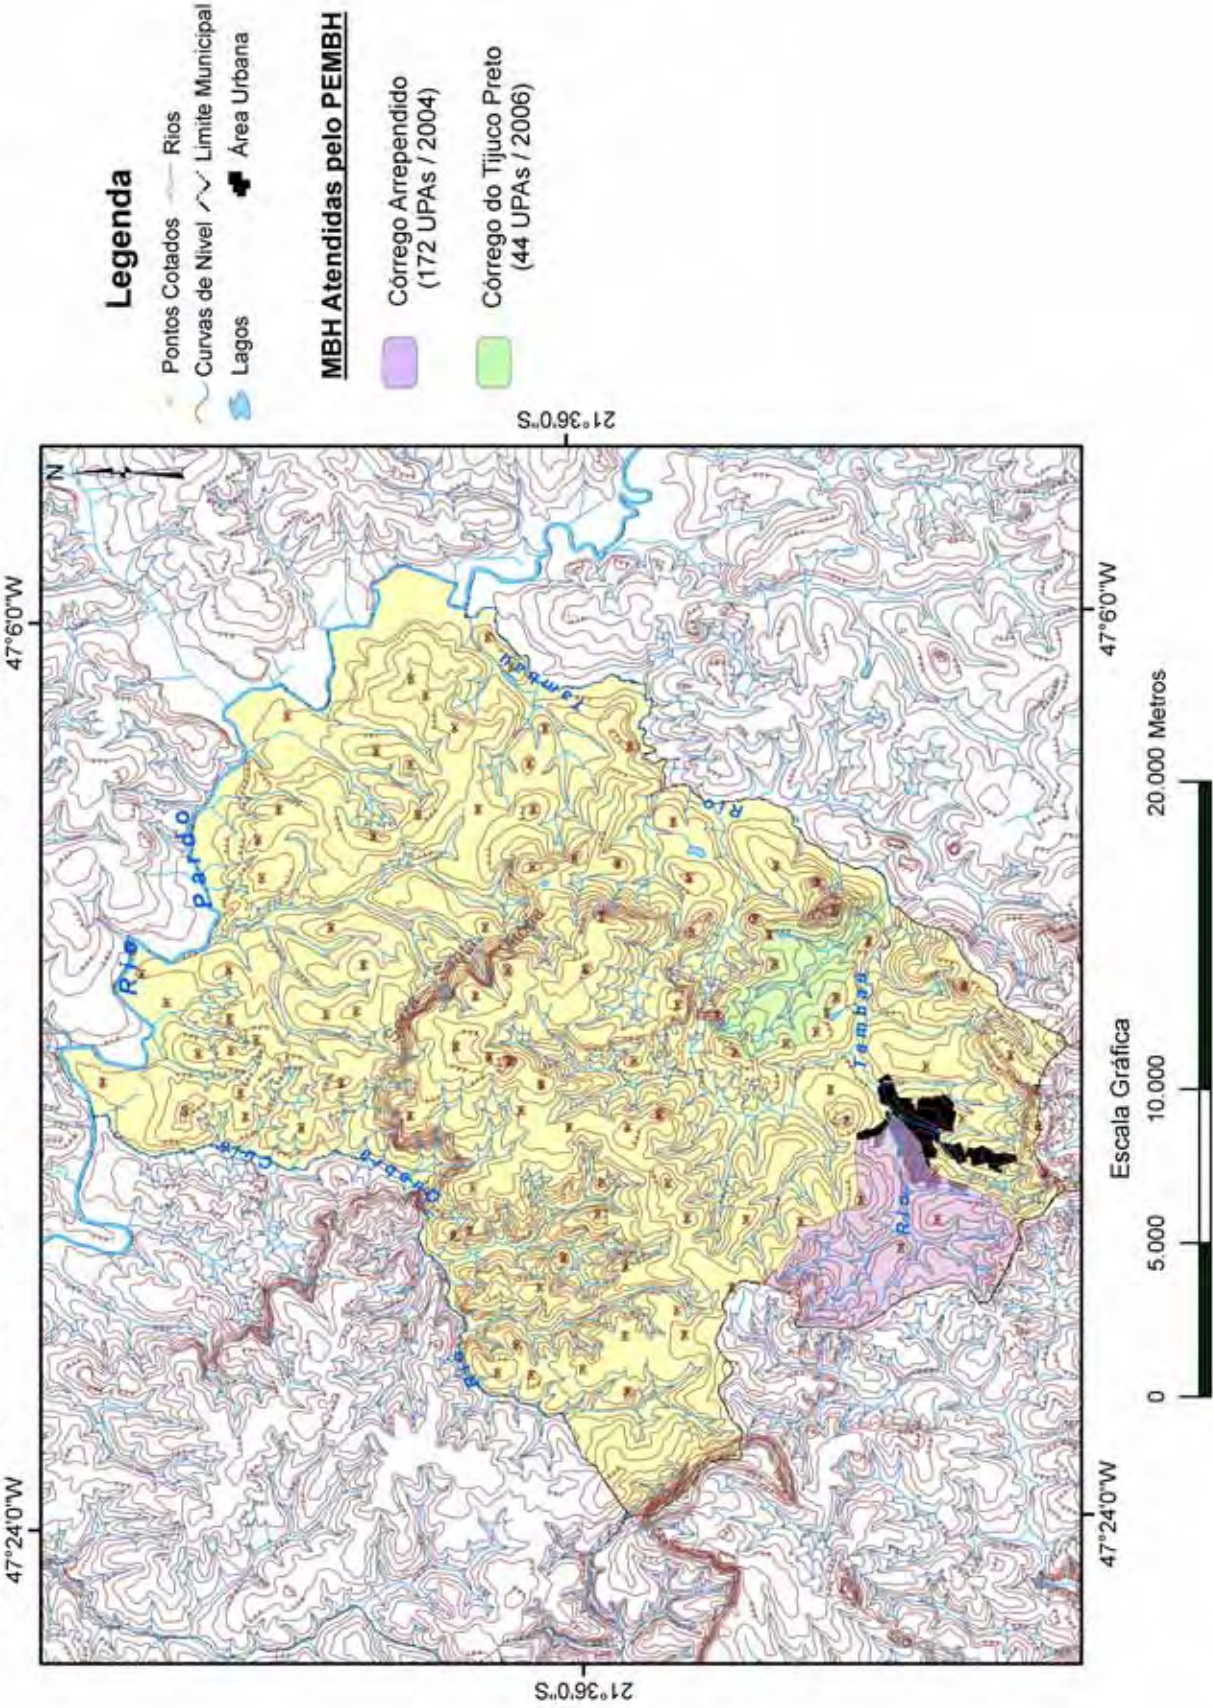 Legenda
Pontos Cotados
Rios
Curvas de Nível
Limite Municipal
Lagos
Área Urbana
MBH Atendidas pelo PEMBH
Córrego Arrependido
(172 UPAs / 2004)
Córrego do Tijuco Preto
(44 UPAs / 2006)
47°24'0"W
47°6'0"W
21°36'0"S
21°36'0"S
N
Rio
Pardo
Cuia
Quebra
Rio
Tambaú
Rio
Tambaú
Rio
47°24'0"W
47°6'0"W
Escala Gráfica
0
5.000
10.000
20.000 Metros